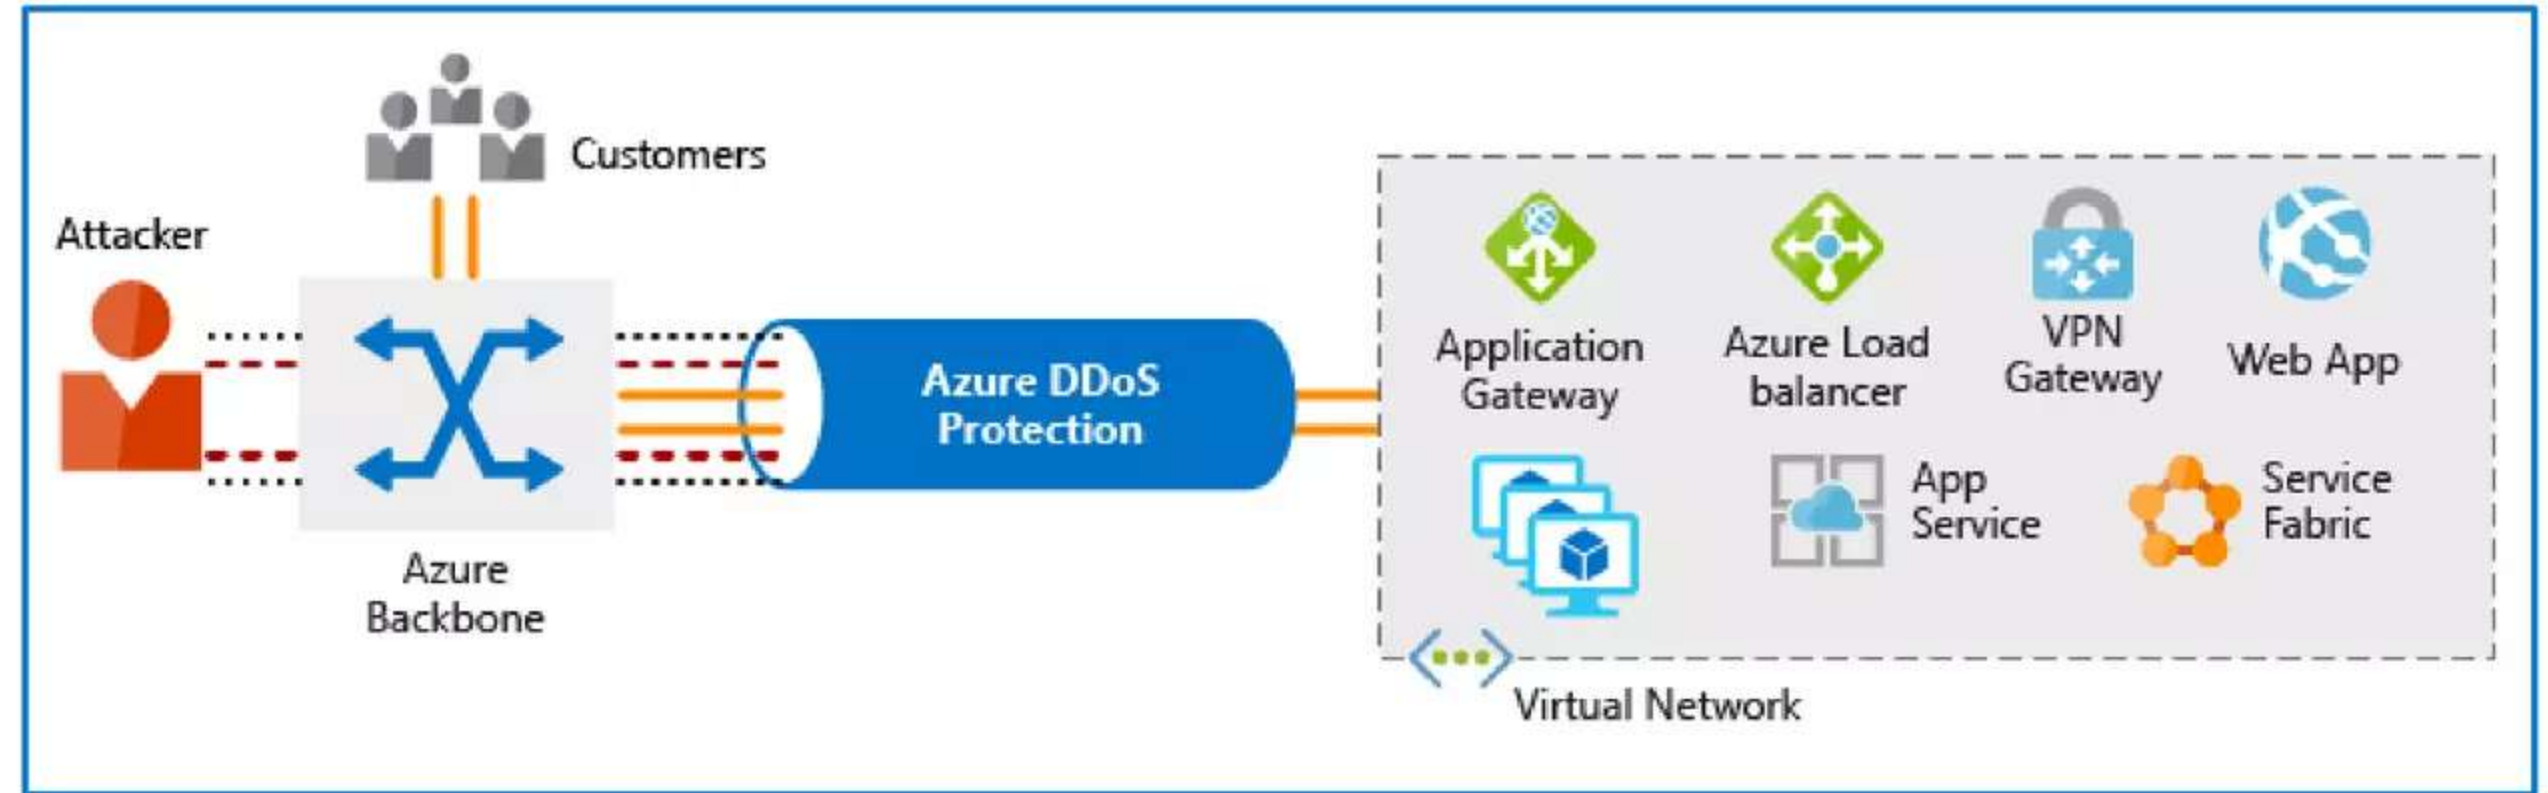 Customers
Attacker
Azure
Backbone
Azure DDoS
Protection
Application
Gateway
Azure Load
balancer
VPN
Gateway
Web App
App
Service
Service
Fabric
Virtual Network